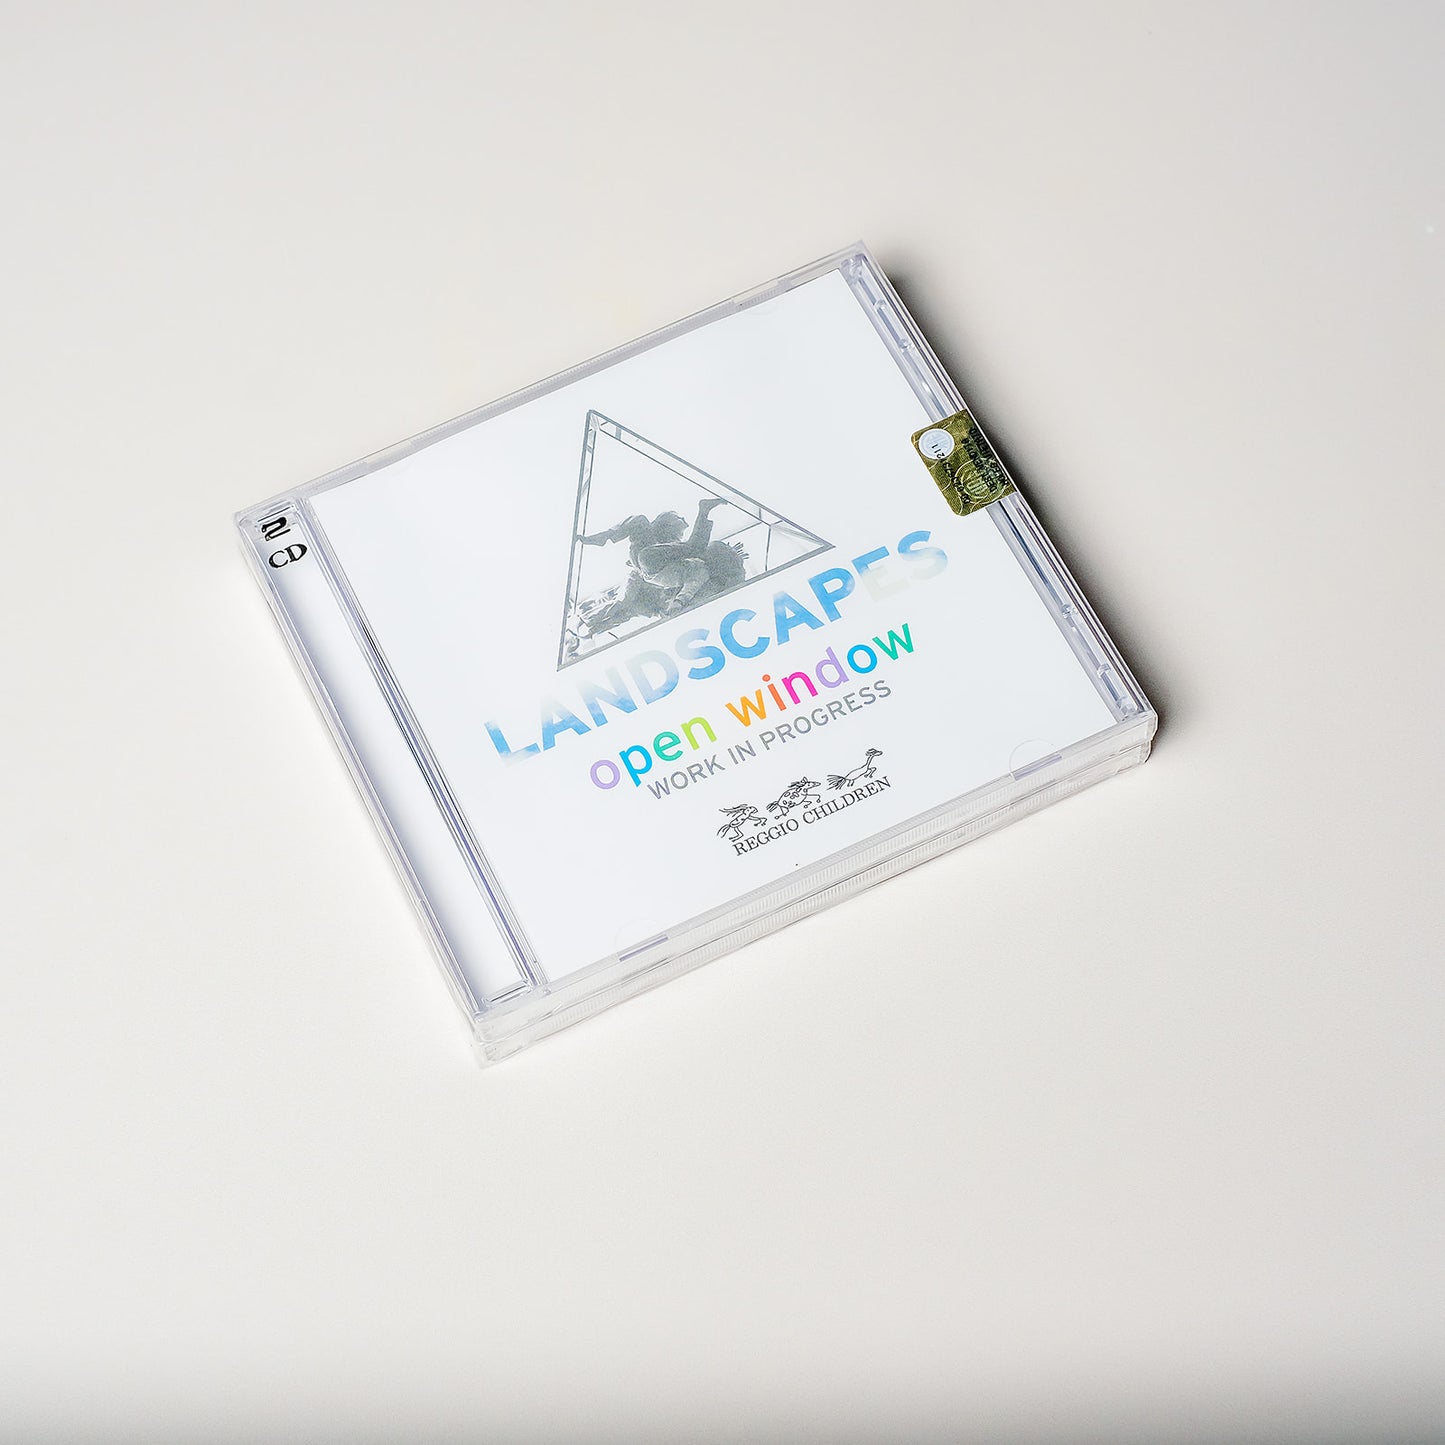 2
CD
LANDSCAPES
open window
WORK IN PROGRESS
REGGIO CHILDREN